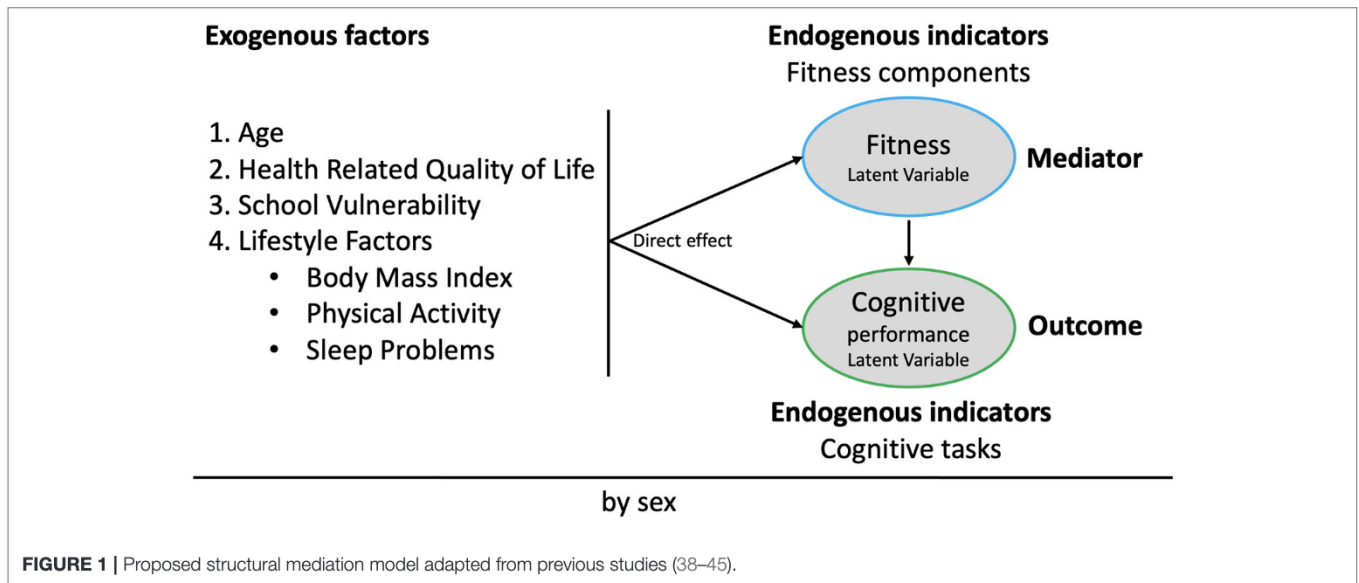 Exogenous factors
1. Age
2. Health Related Quality of Life
3. School Vulnerability
4. Lifestyle Factors
• Body Mass Index
• Physical Activity
• Sleep Problems
Direct effect
Endogenous indicators
Fitness components
Fitness
Latent Variable
Mediator
Cognitive
performance
Latent Variable
Outcome
Endogenous indicators
Cognitive tasks
by sex
FIGURE 1 | Proposed structural mediation model adapted from previous studies (38–45).